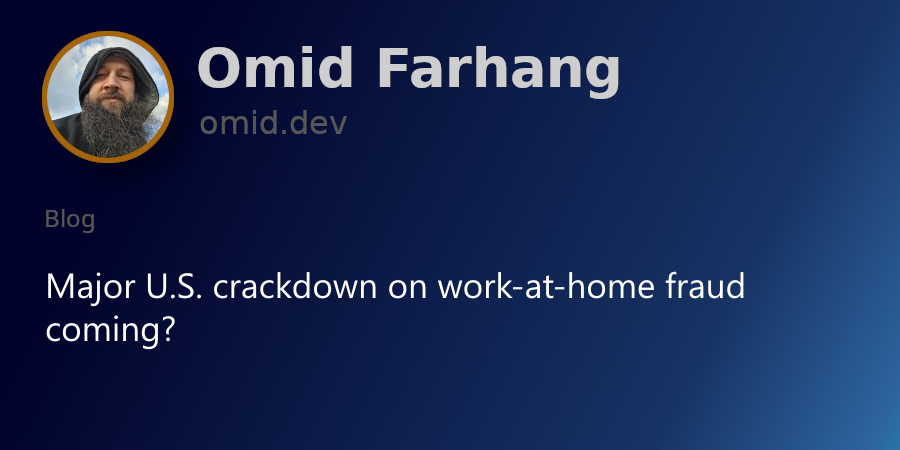 Omid Farhang
omid.dev
Blog
Major U.S. crackdown on work-at-home fraud
coming?